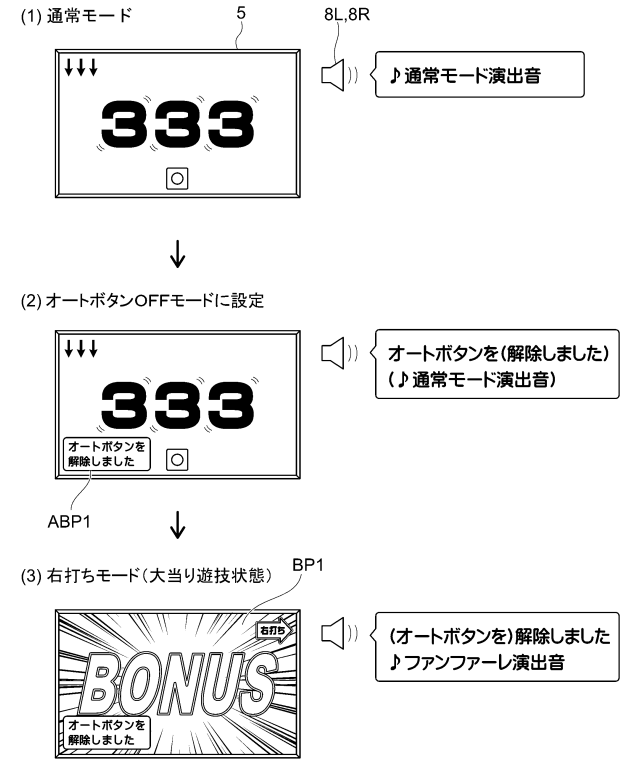 (1) 通常モード
5
8L,8R
↓↓↓
333
♪通常モード演出音
(2) オートボタンOFFモードに設定
↓↓↓
333
オートボタンを
解除しました
オートボタンを(解除しました)
(♪通常モード演出音)
ABP1
(3) 右打ちモード(大当り遊技状態)
BP1
右打ち
BONUS
オートボタンを
解除しました
(オートボタンを)解除しました
♪ファンファーレ演出音